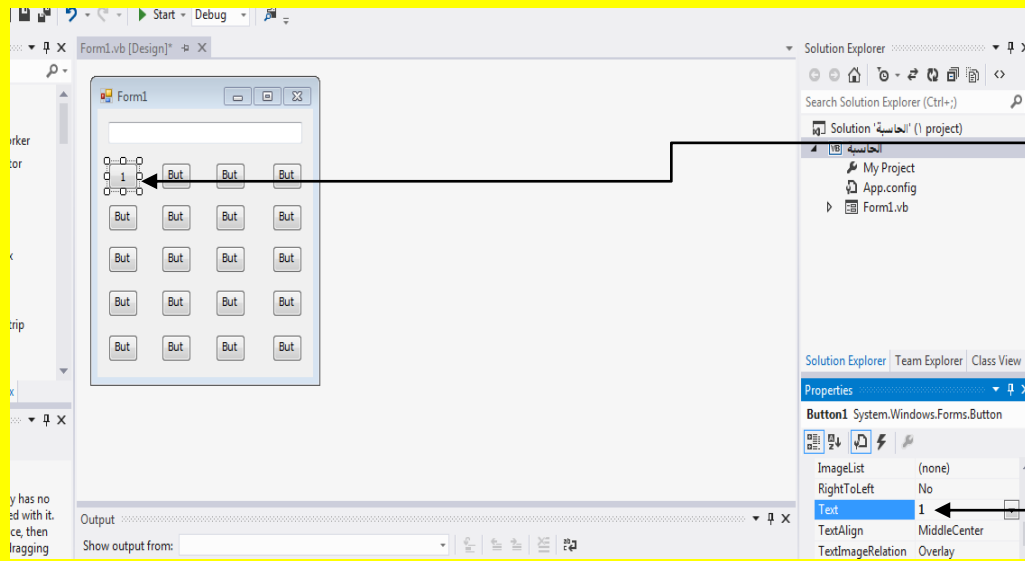 Start Debug
Form1.vb [Design]*
Form1
1 But But But
But But But But
But But But But
But But But But
But But But But
Output
Show output from:
Solution Explorer
Search Solution Explorer (Ctrl+;)
Solution 'الحاسبة' (١ project)
VB الحاسبة
My Project
App.config
Form1.vb
Solution Explorer Team Explorer Class View
Properties
Button1 System.Windows.Forms.Button
ImageList (none)
RightToLeft No
Text 1
TextAlign MiddleCenter
TextImageRelation Overlay
rker
tor
trip
y has no
ed with it.
ce, then
dragging